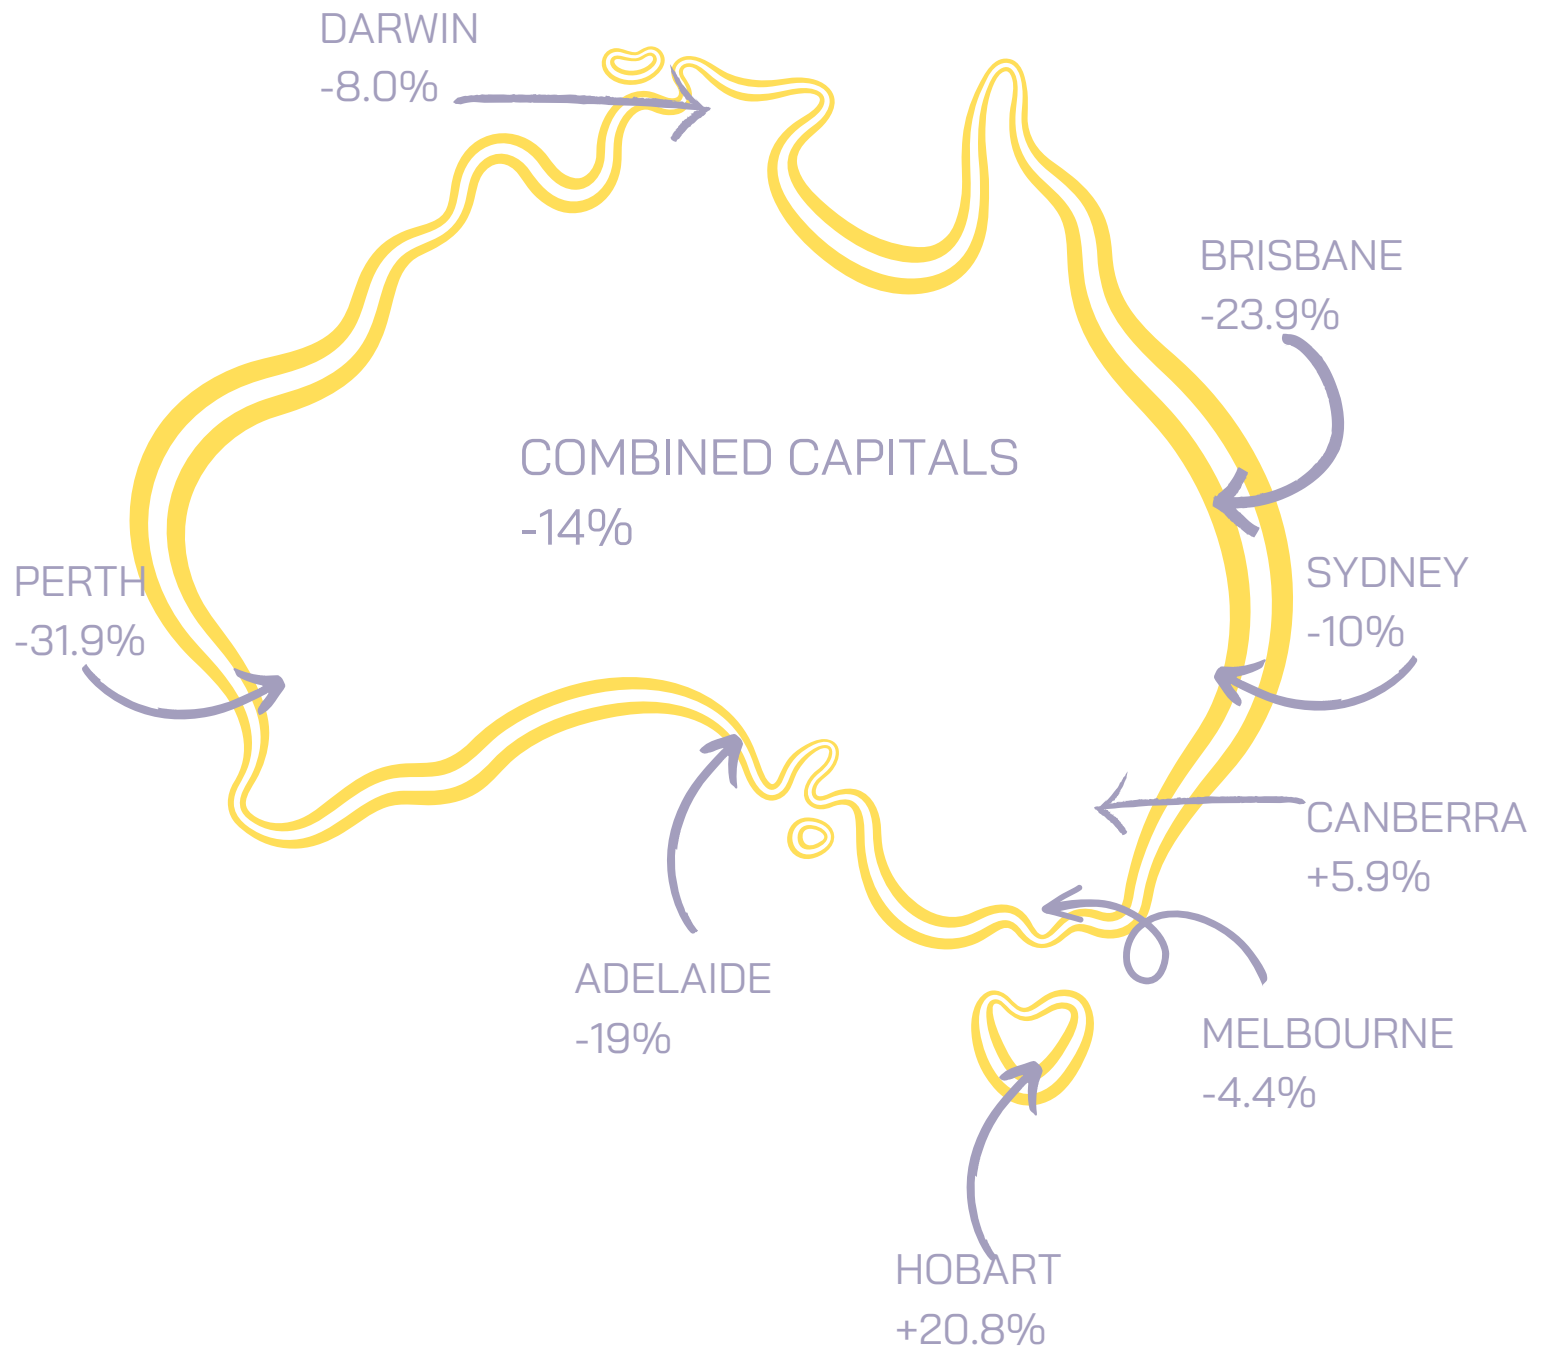 DARWIN
-8.0%
BRISBANE
-23.9%
COMBINED CAPITALS
-14%
PERTH
-31.9%
SYDNEY
-10%
CANBERRA
+5.9%
ADELAIDE
-19%
MELBOURNE
-4.4%
HOBART
+20.8%